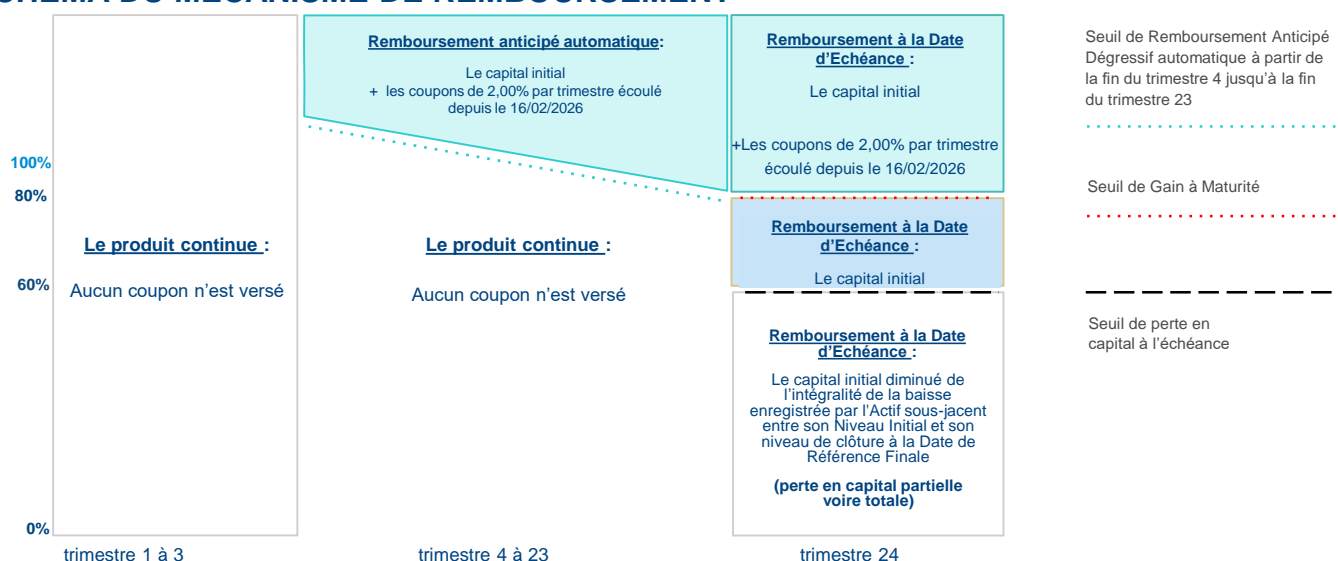 SCHÉMA DU MÉCANISME DE REMBOURSEMENT
Remboursement anticipé automatique:
Le capital initial
+ les coupons de 2,00% par trimestre écoulé
depuis le 16/02/2026
Remboursement à la Date
d'Echéance :
Le capital initial
+Les coupons de 2,00% par trimestre
écoulé depuis le 16/02/2026
Seuil de Remboursement Anticipé
Dégressif automatique à partir de
la fin du trimestre 4 jusqu'à la fin
du trimestre 23
100%
80%
60%
0%
Seuil de Gain à Maturité
Le produit continue :
Aucun coupon n'est versé
Le produit continue :
Aucun coupon n'est versé
Remboursement à la Date
d'Echéance :
Le capital initial
Seuil de perte en
capital à l'échéance
Remboursement à la Date
d'Echéance :
Le capital initial diminué de
l'intégralité de la baisse
enregistrée par l'Actif sous-jacent
entre son Niveau Initial et son
niveau de clôture à la Date de
Référence Finale
(perte en capital partielle
voire totale)
trimestre 1 à 3
trimestre 4 à 23
trimestre 24